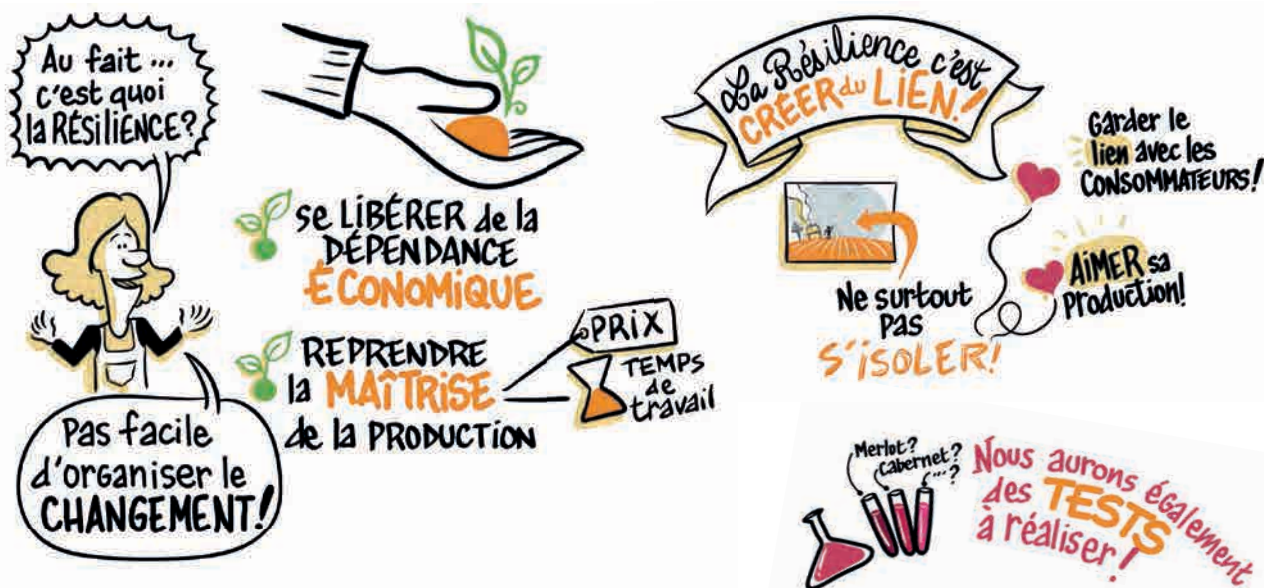 Au fait ...
c'est quoi
la RÉSILIENCE?
se LIBÉRER de la
DÉPENDANCE
ÉCONOMIQUE
REPRENDRE
la MAÎTRISE
de la PRODUCTION
PRIX
TEMPS
de
travail
Pas facile
d'organiser le
CHANGEMENT!
La Résilience c'est
CRÉER du LIEN!
Garder le
lien avec les
CONSOMMATEURS!
AIMER sa
Production!
Ne surtout
pas
S'ISOLER!
Merlot?
Cabernet?
...?
Nous aurons également
des TESTS
à réaliser!